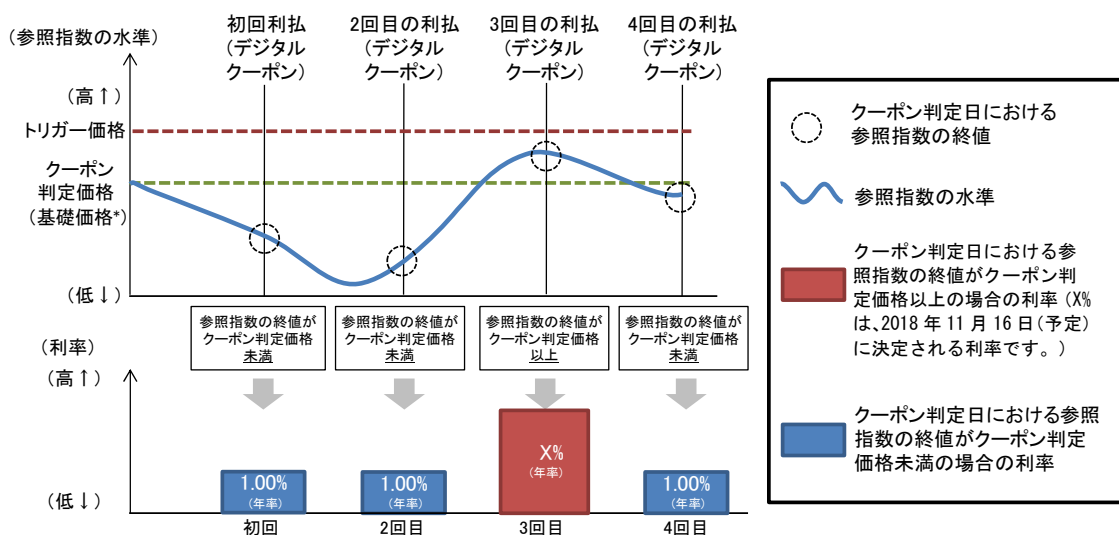 初回利払
(デジタル
クーポン)
2回目の利払
(デジタル
クーポン)
3回目の利払
(デジタル
クーポン)
4回目の利払
(デジタル
クーポン)
(参照指数の水準)
(高↑)
トリガー価格
クーポン
判定価格
(基礎価格*)
(低↓)
参照指数の終値が
クーポン判定価格
未満
参照指数の終値が
クーポン判定価格
未満
参照指数の終値が
クーポン判定価格
以上
参照指数の終値が
クーポン判定価格
未満
(利率)
(高↑)
(低↓)
1.00%
(年率)
1.00%
(年率)
X%
(年率)
1.00%
(年率)
初回
2回目
3回目
4回目
クーポン判定日における
参照指数の終値
参照指数の水準
クーポン判定日における参
照指数の終値がクーポン判
定価格以上の場合の利率(X%
は、2018年11月16日(予定)
に決定される利率です。)
クーポン判定日における参照
指数の終値がクーポン判定
価格未満の場合の利率